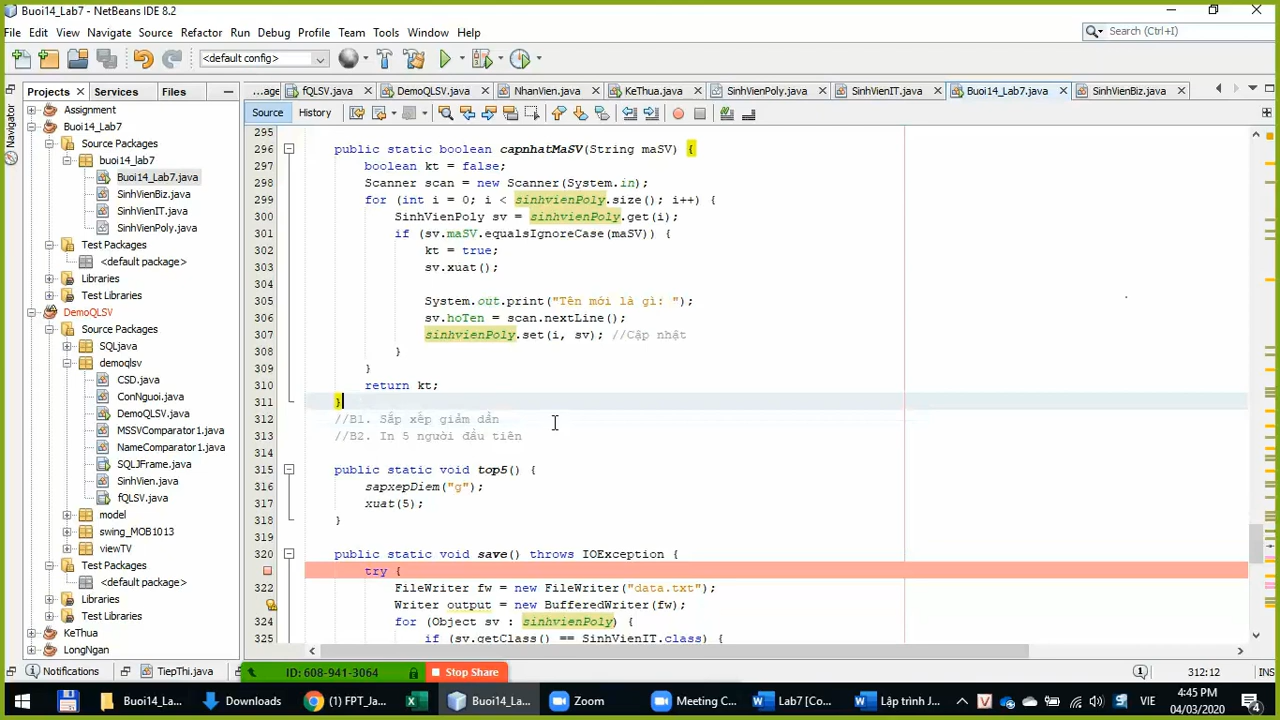 Buoi14_Lab7 - NetBeans IDE 8.2
File Edit View Navigate Source Refactor Run Debug Profile Team Tools Window Help
Search (Ctrl+I)
<default config>
Projects Services Files
...age fQLSV.java DemoQLSV.java NhanVien.java KeThua.java SinhVienPoly.java SinhVienIT.java Buoi14_Lab7.java SinhVienBiz.java
Navigator
Source History
Assignment
Buoi14_Lab7
Source Packages
buoi14_lab7
Buoi14_Lab7.java
SinhVienBiz.java
SinhVienIT.java
SinhVienPoly.java
Test Packages
<default package>
Libraries
Test Libraries
DemoQLSV
Source Packages
SQl.java
demoqlsv
CSD.java
ConNguoi.java
DemoQLSV.java
MSSVComparator1.java
NameComparator1.java
SQLJFrame.java
SinhVien.java
fQLSV.java
model
swing_MOB1013
viewTV
Test Packages
<default package>
Libraries
Test Libraries
KeThua
LongNgan
295
296 public static boolean capnhatMaSV(String maSV) {
297 boolean kt = false;
298 Scanner scan = new Scanner(System.in);
299 for (int i = 0; i < sinhvienPoly.size(); i++) {
300 SinhVienPoly sv = sinhvienPoly.get(i);
301 if (sv.maSV.equalsIgnoreCase(maSV)) {
302 kt = true;
303 sv.xuat();
304
305 System.out.print("Tên mới là gì: ");
306 sv.hoTen = scan.nextLine();
307 sinhvienPoly.set(i, sv); //Cập nhật
308 }
309 }
310 return kt;
311 }
312 //B1. Sắp xếp giảm dần
313 //B2. In 5 người đầu tiên
314
315 public static void top5() {
316 sapxepDiem("g");
317 xuat(5);
318 }
319
320 public static void save() throws IOException {
try {
322 FileWriter fw = new FileWriter("data.txt");
Writer output = new BufferedWriter(fw);
324 for (Object sv : sinhvienPoly) {
325 if (sv.getClass() == SinhVienIT.class) {
Notifications TiepThi.java ID: 608-941-3064 Stop Share 312:12 INS
Buoi14_La... Downloads (1) FPT_Ja... Buoi14_La... Zoom Meeting C... Lab7 [Co... Lập trình J... VIE 4:45 PM
04/03/2020 4